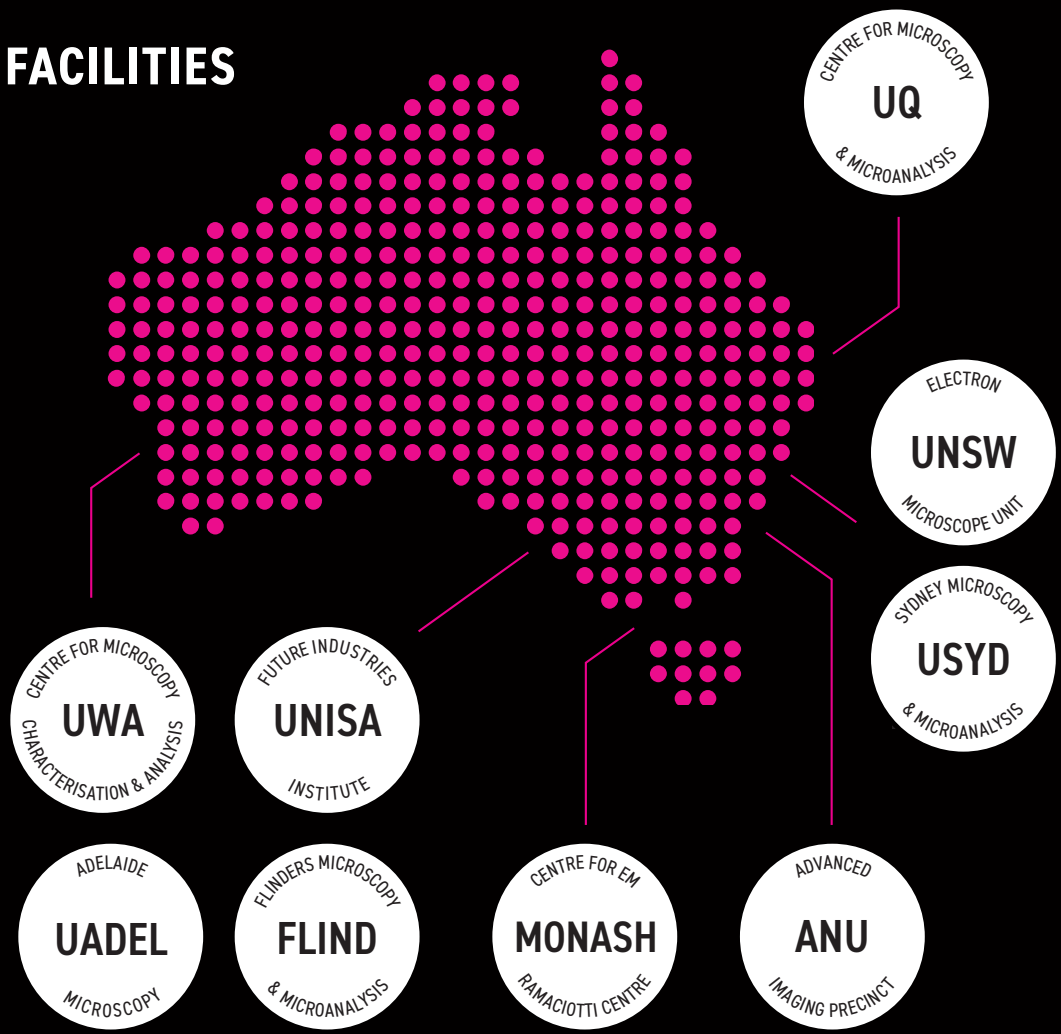 FACILITIES
CENTRE FOR MICROSCOPY
UQ
& MICROANALYSIS
ELECTRON
UNSW
MICROSCOPE UNIT
SYDNEY MICROSCOPY
USYD
& MICROANALYSIS
CENTRE FOR MICROSCOPY
UWA
CHARACTERISATION & ANALYSIS
FUTURE INDUSTRIES
UNISA
INSTITUTE
ADELAIDE
UADEL
MICROSCOPY
FLINDERS MICROSCOPY
FLIND
& MICROANALYSIS
CENTRE FOR EM
MONASH
RAMACIOTTI CENTRE
ADVANCED
ANU
IMAGING PRECINCT